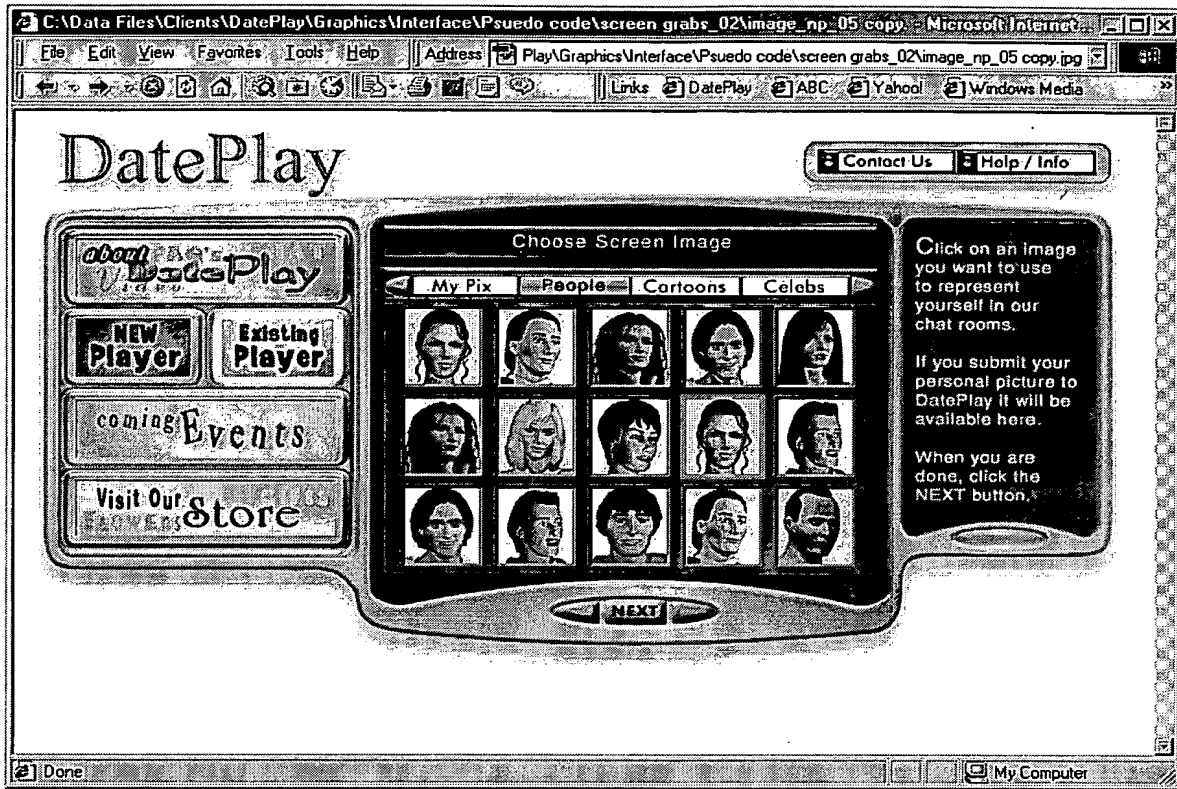 C:\Data Files\Clients\DatePlay\Graphics\Interface\Psuedo code\screen grabs_02\image_np_05 copy. - Microsoft Internet...
File Edit View Favorites Tools Help Address Play\Graphics\Interface\Psuedo code\screen grabs_02\image_np_05 copy.jpg
Links DatePlay ABC Yahoo! Windows Media »
DatePlay
Contact Us Help / Info
about DatePlay
NEW Player
Existing Player
coming Events
Visit Our Store
FLOWERS
Choose Screen Image
My Pix People Cartoons Celebs
NEXT
Click on an image
you want to use
to represent
yourself in our
chat rooms.
If you submit your
personal picture to
DatePlay it will be
available here.
When you are
done, click the
NEXT button.
Done My Computer